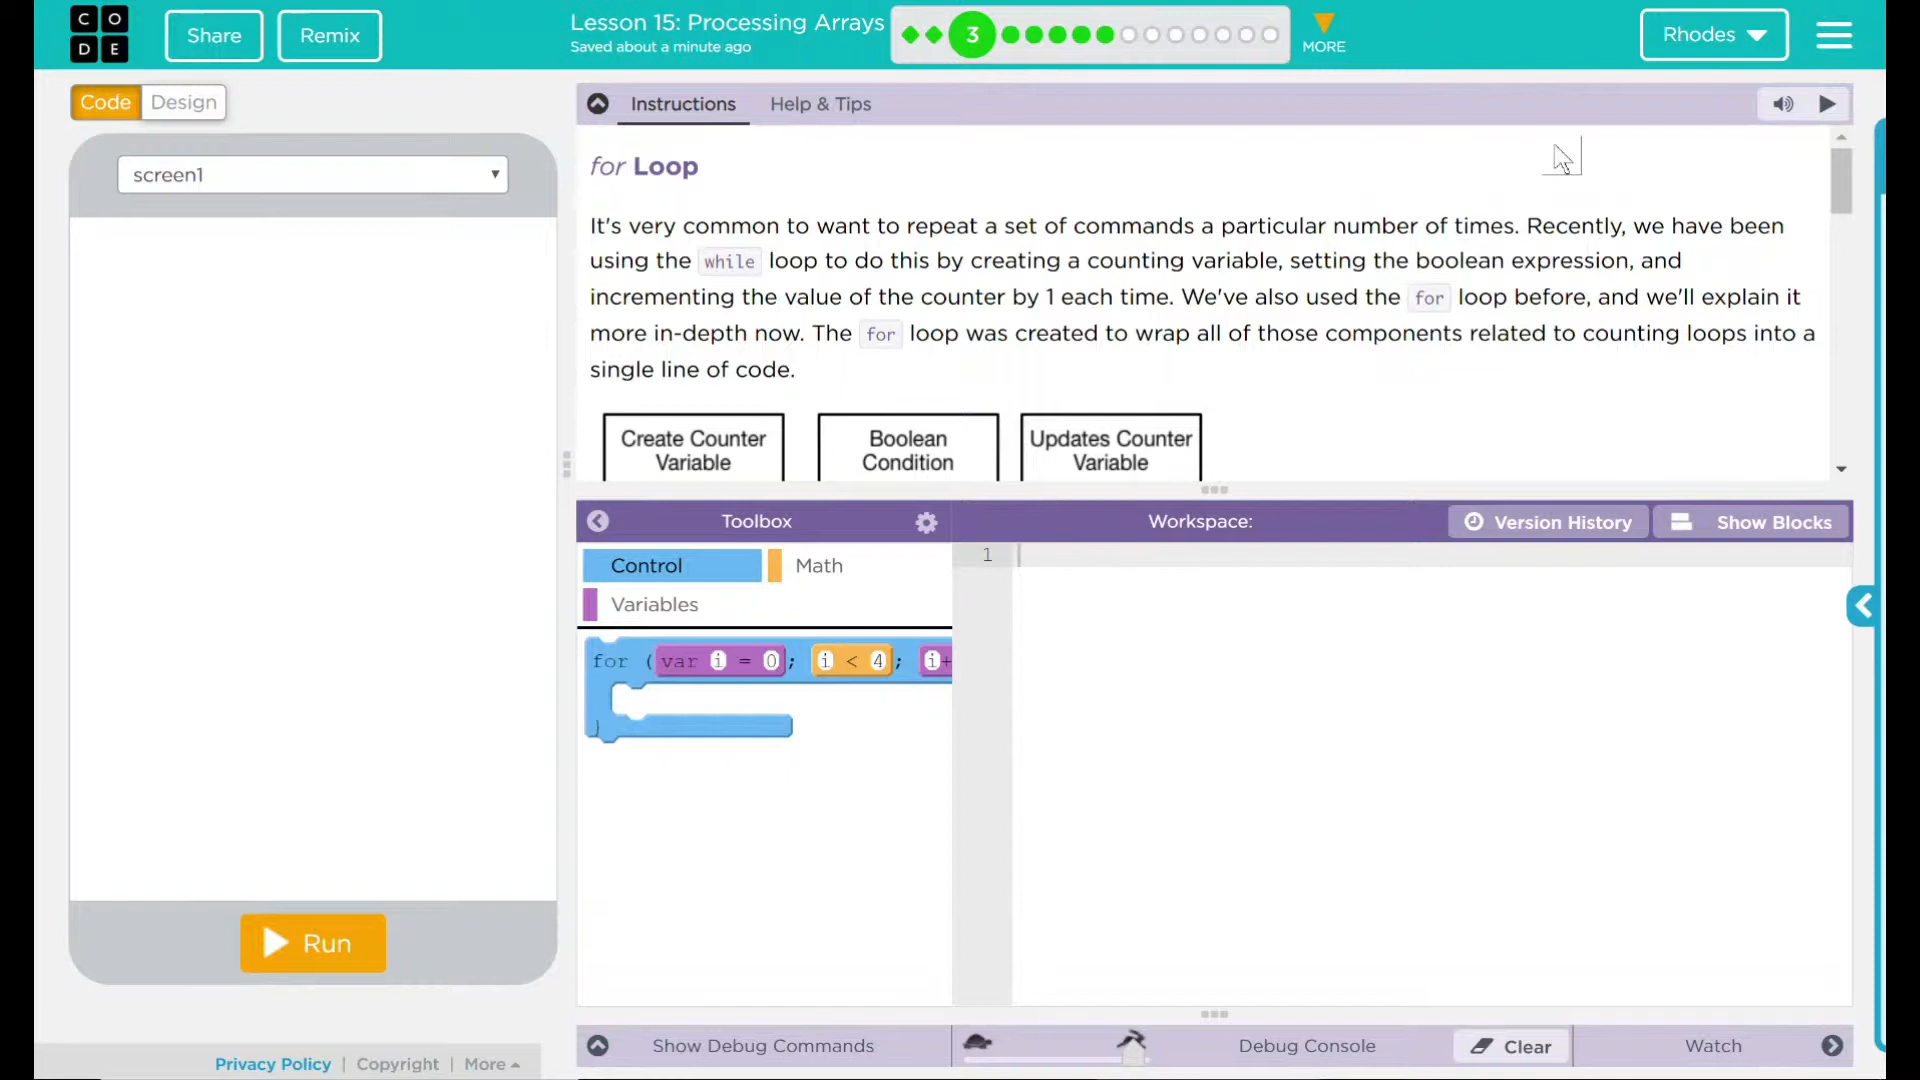 C O
D E
Share
Remix
Lesson 15: Processing Arrays
Saved about a minute ago
3
MORE
Rhodes
Code
Design
screen1
Instructions
Help & Tips
for Loop
It's very common to want to repeat a set of commands a particular number of times. Recently, we have been
using the while loop to do this by creating a counting variable, setting the boolean expression, and
incrementing the value of the counter by 1 each time. We've also used the for loop before, and we'll explain it
more in-depth now. The for loop was created to wrap all of those components related to counting loops into a
single line of code.
Create Counter
Variable
Boolean
Condition
Updates Counter
Variable
Toolbox
Workspace:
Version History
Show Blocks
Control
Math
Variables
for (var i = 0; i < 4; i+
}
1
Run
Show Debug Commands
Debug Console
Clear
Watch
Privacy Policy | Copyright | More